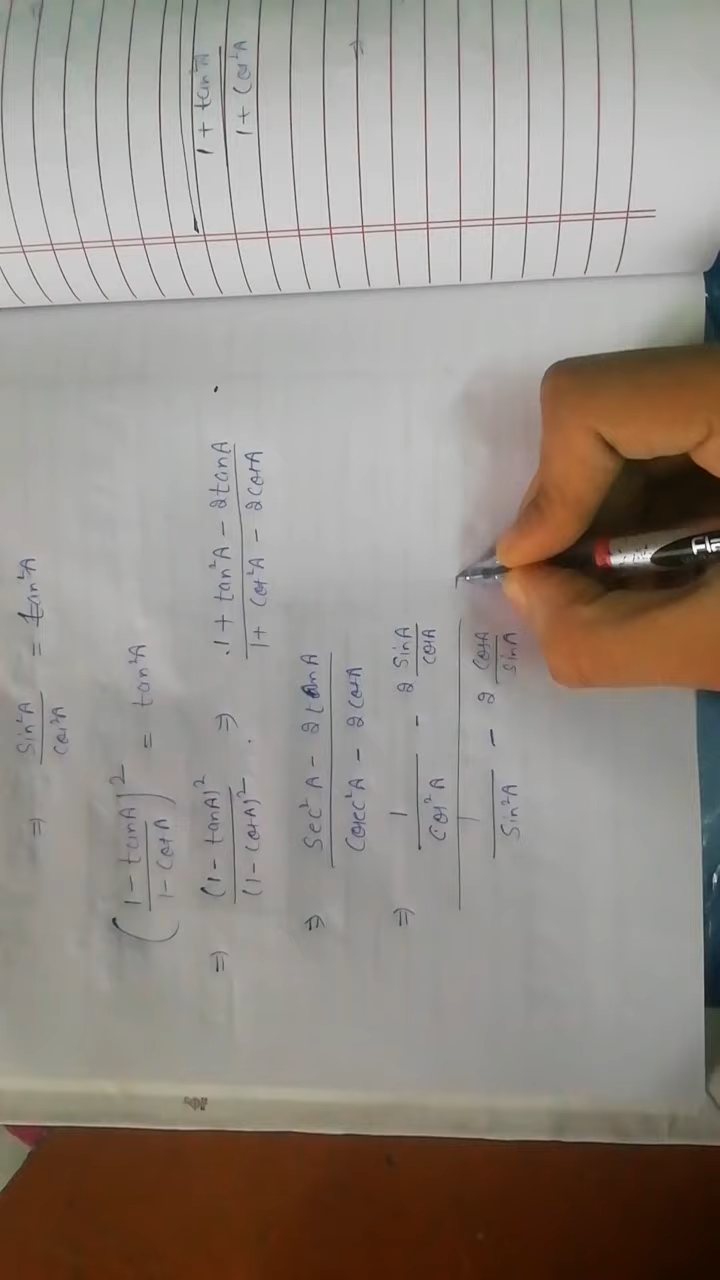 1 + tan²A / 1 + cot²A
⇒
⇒ sin²A / cos²A = tan²A
(1 - tanA / 1 - cotA)² = tan²A
⇒ (1 - tanA)² / (1 - cotA)² . ⇒ 1 + tan²A - 2tanA / 1 + cot²A - 2cotA
⇒ sec²A - 2tanA / cosec²A - 2cotA
⇒ 1/cos²A - 2 sinA/cosA / 1/sin²A - 2 cosA/sinA
Fla